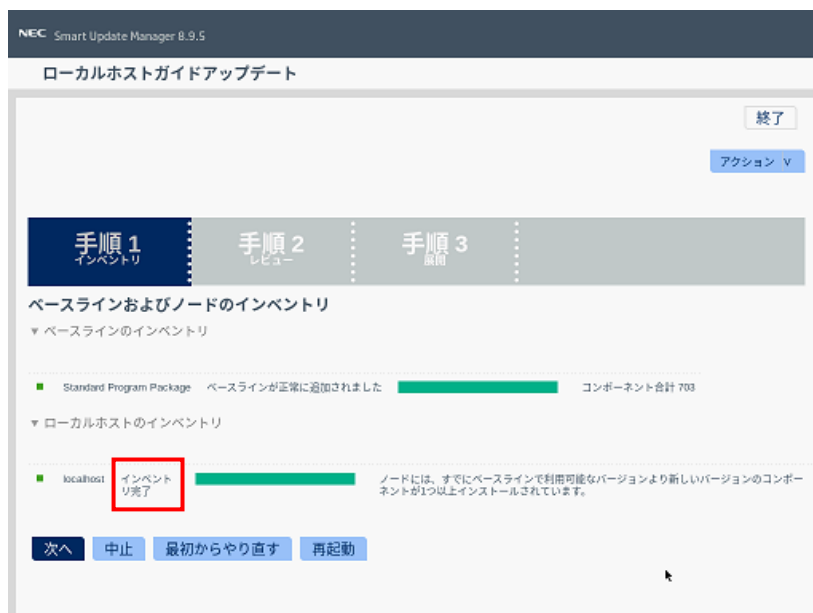 NEC Smart Update Manager 8.9.5
ローカルホストガイドアップデート
終了
アクション ∨
手順 1
インベントリ
手順 2
レビュー
手順 3
展開
ベースラインおよびノードのインベントリ
▼ ベースラインのインベントリ
Standard Program Package ベースラインが正常に追加されました コンポーネント合計 703
▼ ローカルホストのインベントリ
localhost
インベント
リ完了
ノードには、すでにベースラインで利用可能なバージョンより新しいバージョンのコンポー
ネントが1つ以上インストールされています。
次へ 中止 最初からやり直す 再起動